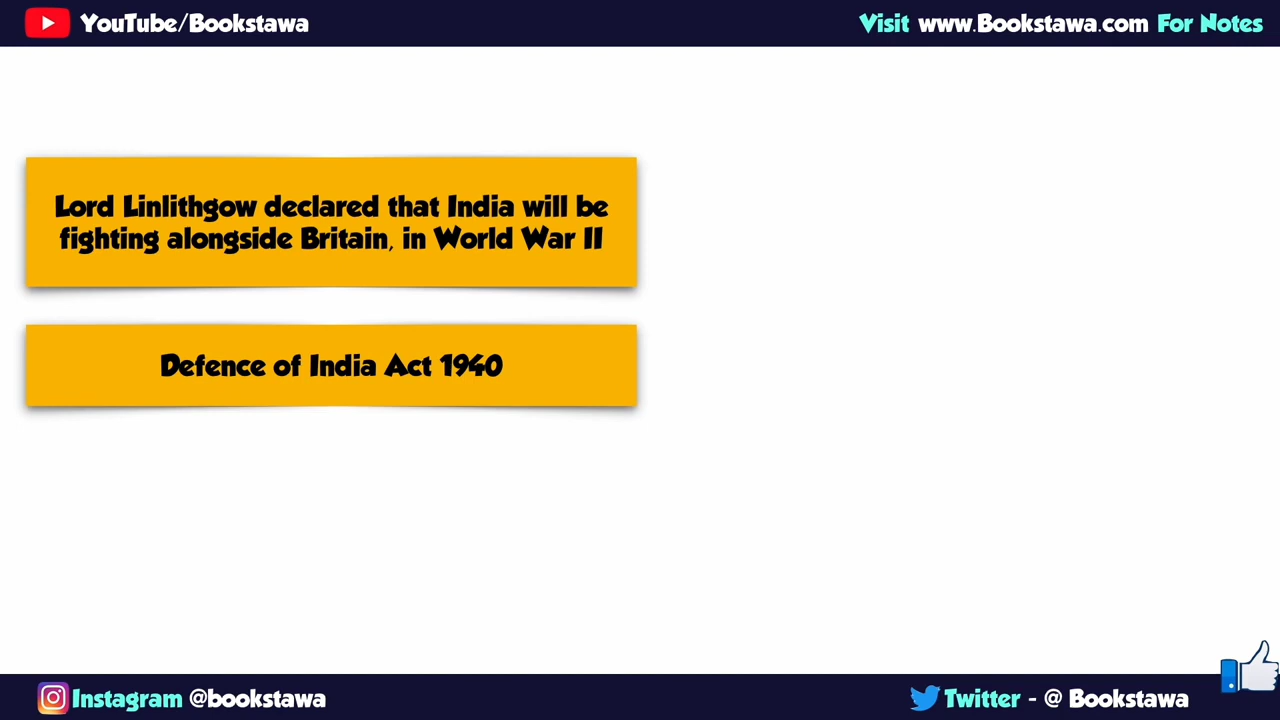 YouTube/Bookstawa
Visit www.Bookstawa.com For Notes
Lord Linlithgow declared that India will be
fighting alongside Britain, in World War II
Defence of India Act 1940
Instagram @bookstawa
Twitter - @ Bookstawa